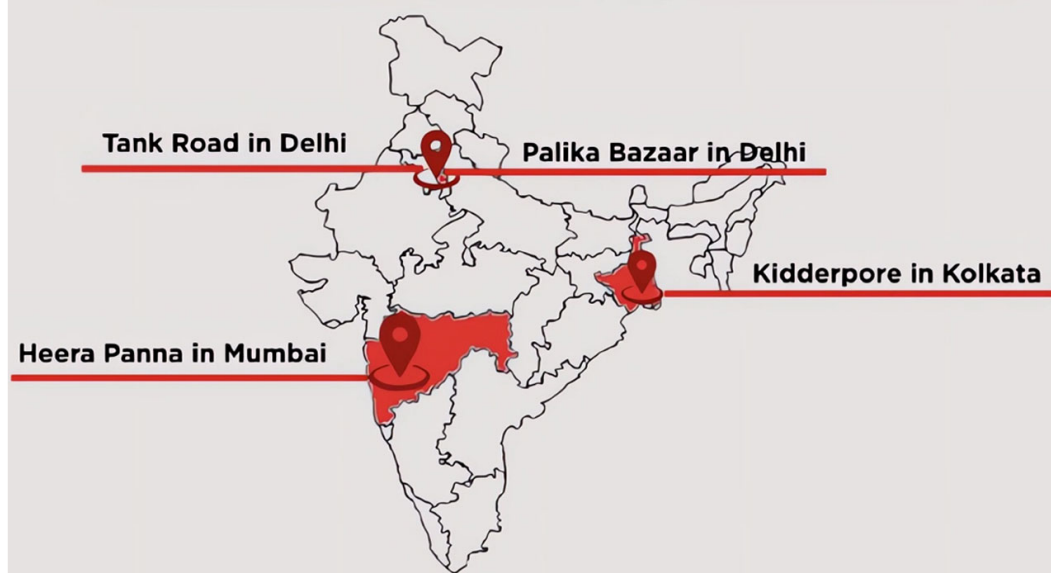 Tank Road in Delhi
Palika Bazaar in Delhi
Kidderpore in Kolkata
Heera Panna in Mumbai